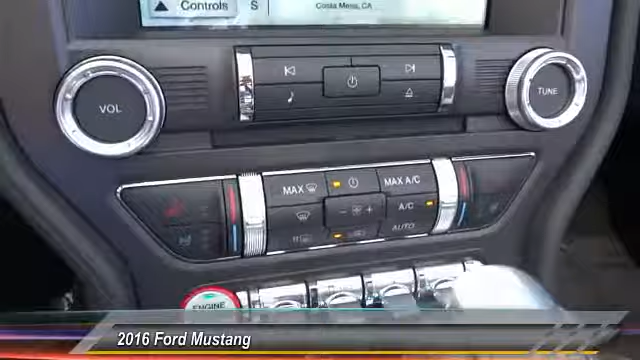 Controls S Costa Mesa, CA
VOL
TUNE
MAX MAX A/C
A/C
AUTO
ENGINE
2016 Ford Mustang